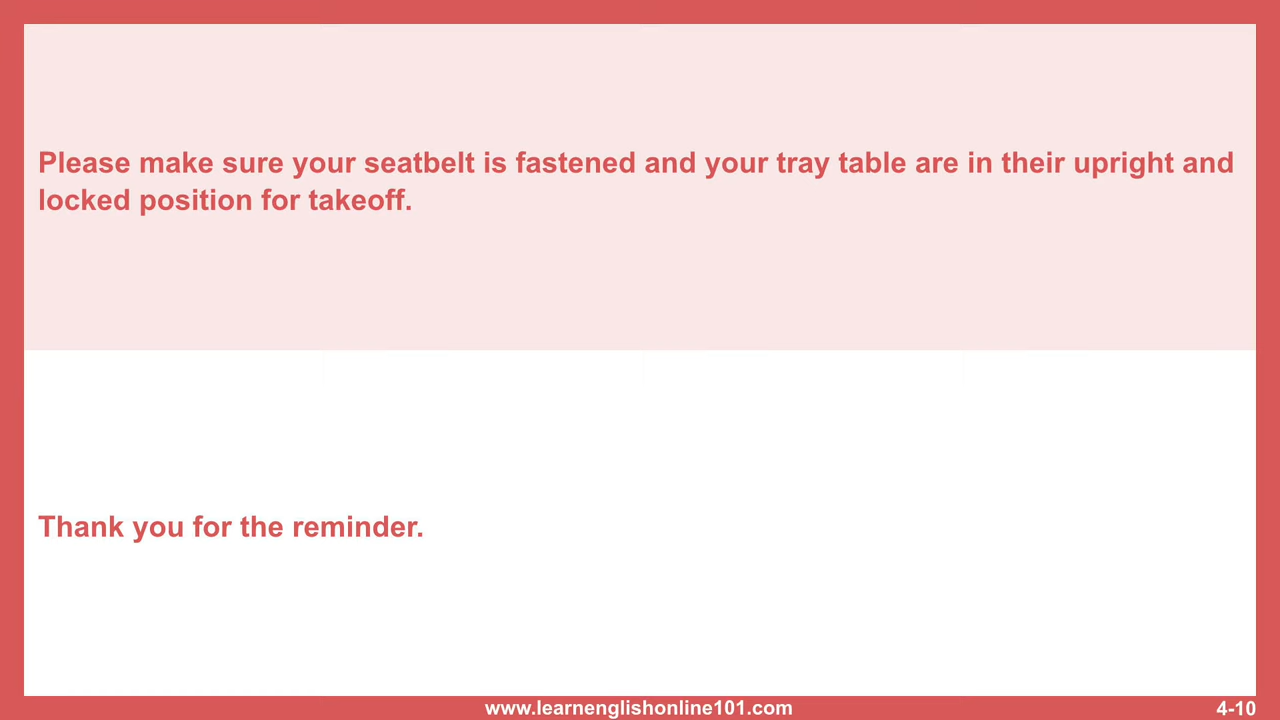 Please make sure your seatbelt is fastened and your tray table are in their upright and
locked position for takeoff.
Thank you for the reminder.
www.learnenglishonline101.com
4-10